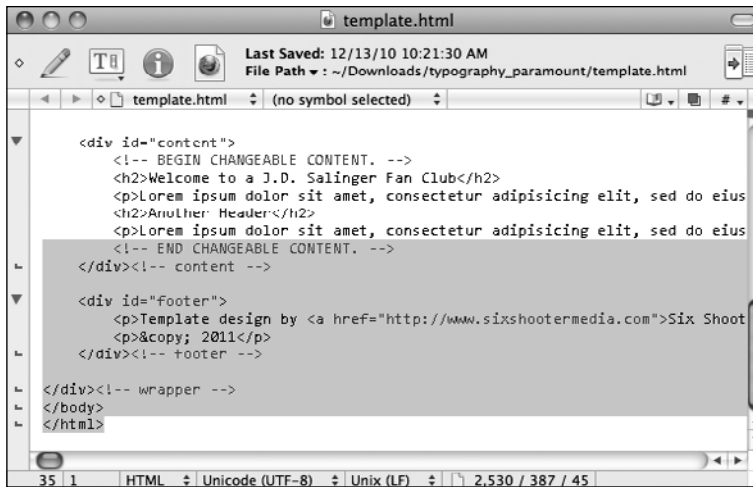 template.html
Last Saved: 12/13/10 10:21:30 AM
File Path ▾ : ~/Downloads/typography_paramount/template.html
template.html (no symbol selected) # ▾
<div id="content">
<!-- BEGIN CHANGEABLE CONTENT. -->
<h2>Welcome to a J.D. Salinger Fan Club</h2>
<p>Lorem ipsum dolor sit amet, consectetur adipisicing elit, sed do eius
<h2>Another Header</h2>
<p>Lorem ipsum dolor sit amet, consectetur adipisicing elit, sed do eius
<!-- END CHANGEABLE CONTENT. -->
</div><!-- content -->
<div id="footer">
<p>Template design by <a href="http://www.sixshootermedia.com">Six Shoot
<p>&copy; 2011</p>
</div><!-- footer -->
</div><!-- wrapper -->
</body>
</html>
35 1 HTML Unicode (UTF-8) Unix (LF) 2,530 / 387 / 45